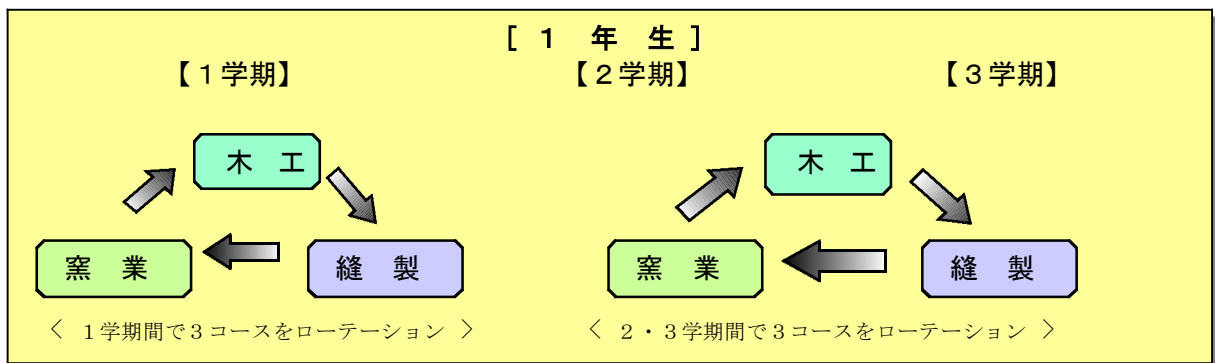 [ １ 年 生 ]
【１学期】 【２学期】 【３学期】
木 工 木 工
窯 業 縫 製 窯 業 縫 製
〈 １学期間で３コースをローテーション 〉 〈 ２・３学期間で３コースをローテーション 〉